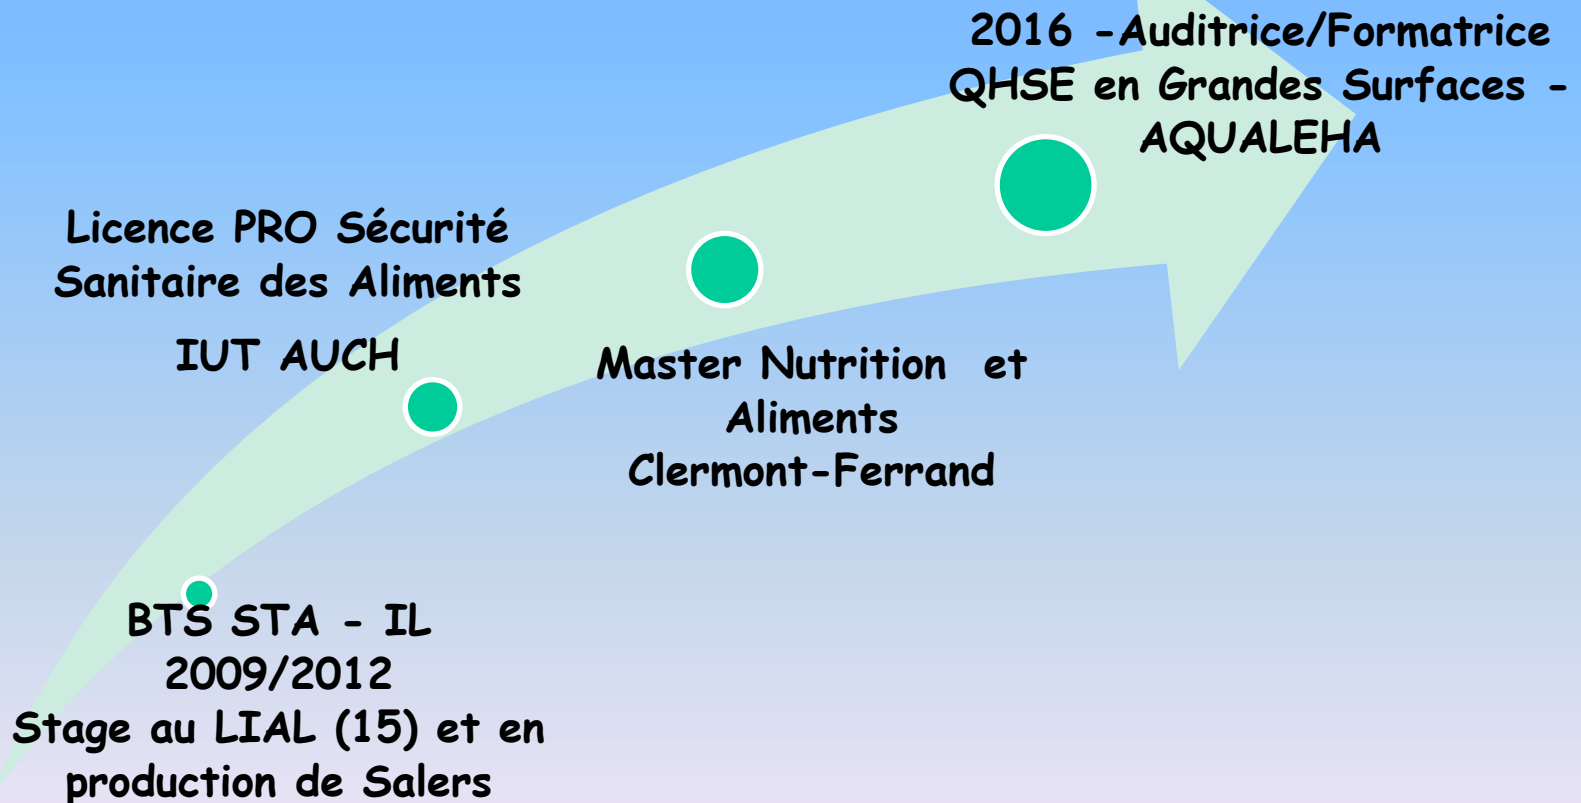 2016 -Auditrice/Formatrice
QHSE en Grandes Surfaces -
AQUALEHA
Licence PRO Sécurité
Sanitaire des Aliments
IUT AUCH
Master Nutrition  et
Aliments
Clermont-Ferrand
BTS STA - IL
2009/2012
Stage au LIAL (15) et en
production de Salers